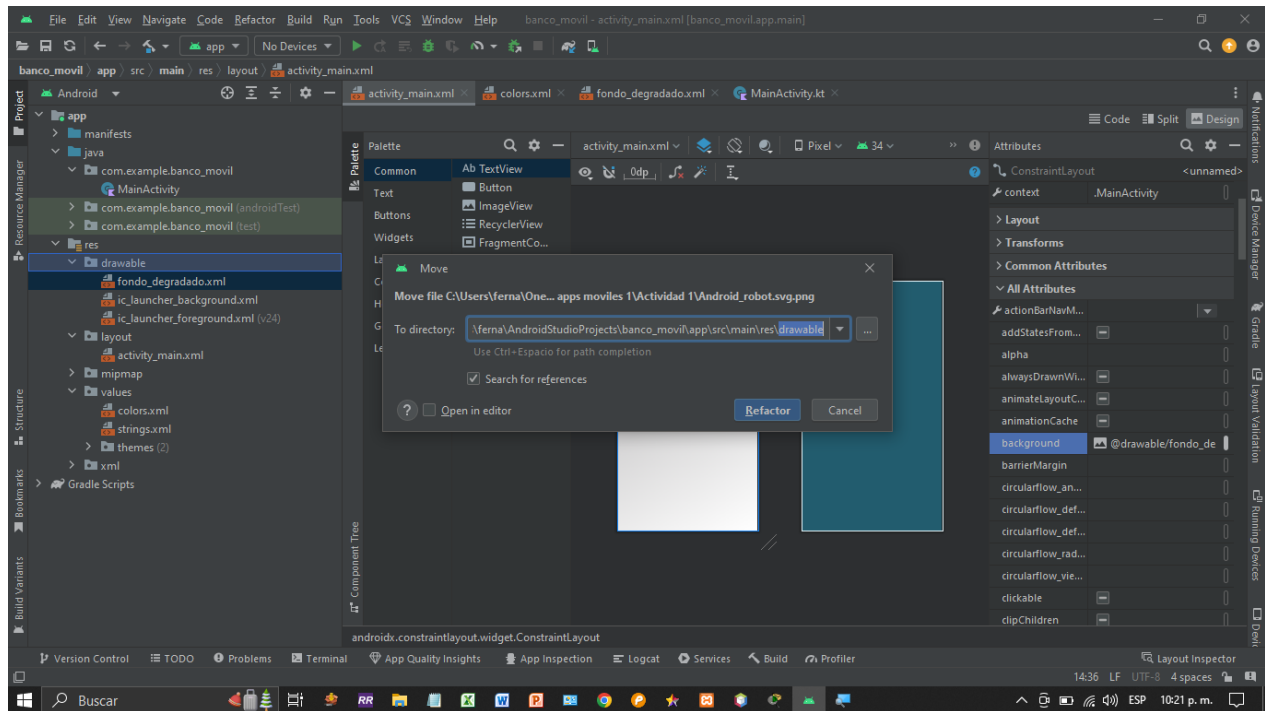 File Edit View Navigate Code Refactor Build Run Tools VCS Window Help banco_movil - activity_main.xml [banco_movil.app.main]
app No Devices
banco_movil app src main res layout activity_main.xml
Android activity_main.xml colors.xml fondo_degradado.xml MainActivity.kt
Project
Resource Manager
Structure
Bookmarks
Build Variants
app
manifests
java
com.example.banco_movil
MainActivity
com.example.banco_movil (androidTest)
com.example.banco_movil (test)
res
drawable
fondo_degradado.xml
ic_launcher_background.xml
ic_launcher_foreground.xml (v24)
layout
activity_main.xml
mipmap
values
colors.xml
strings.xml
themes (2)
xml
Gradle Scripts
Code Split Design
Palette
Palette
Common
Text
Buttons
Widgets
La
C
H
G
Le
Ab TextView
Button
ImageView
RecyclerView
FragmentCo...
Component Tree
activity_main.xml Pixel 34
0dp
Move
Move file C:\Users\ferna\One... apps moviles 1\Actividad 1\Android_robot.svg.png
To directory: \ferna\AndroidStudioProjects\banco_movil\app\src\main\res\drawable ...
Use Ctrl+Espacio for path completion
Search for references
? Open in editor Refactor Cancel
Attributes
ConstraintLayout <unnamed>
context .MainActivity
Layout
Transforms
Common Attributes
All Attributes
actionBarNavM...
addStatesFrom...
alpha
alwaysDrawnWi...
animateLayoutC...
animationCache
background @drawable/fondo_de
barrierMargin
circularflow_an...
circularflow_def...
circularflow_def...
circularflow_rad...
circularflow_vie...
clickable
clipChildren
Notifications
Device Manager
Gradle
Layout Validation
Running Devices
Devi
androidx.constraintlayout.widget.ConstraintLayout
Version Control TODO Problems Terminal App Quality Insights App Inspection Logcat Services Build Profiler Layout Inspector
14:36 LF UTF-8 4 spaces
Buscar RR ESP 10:21 p. m.